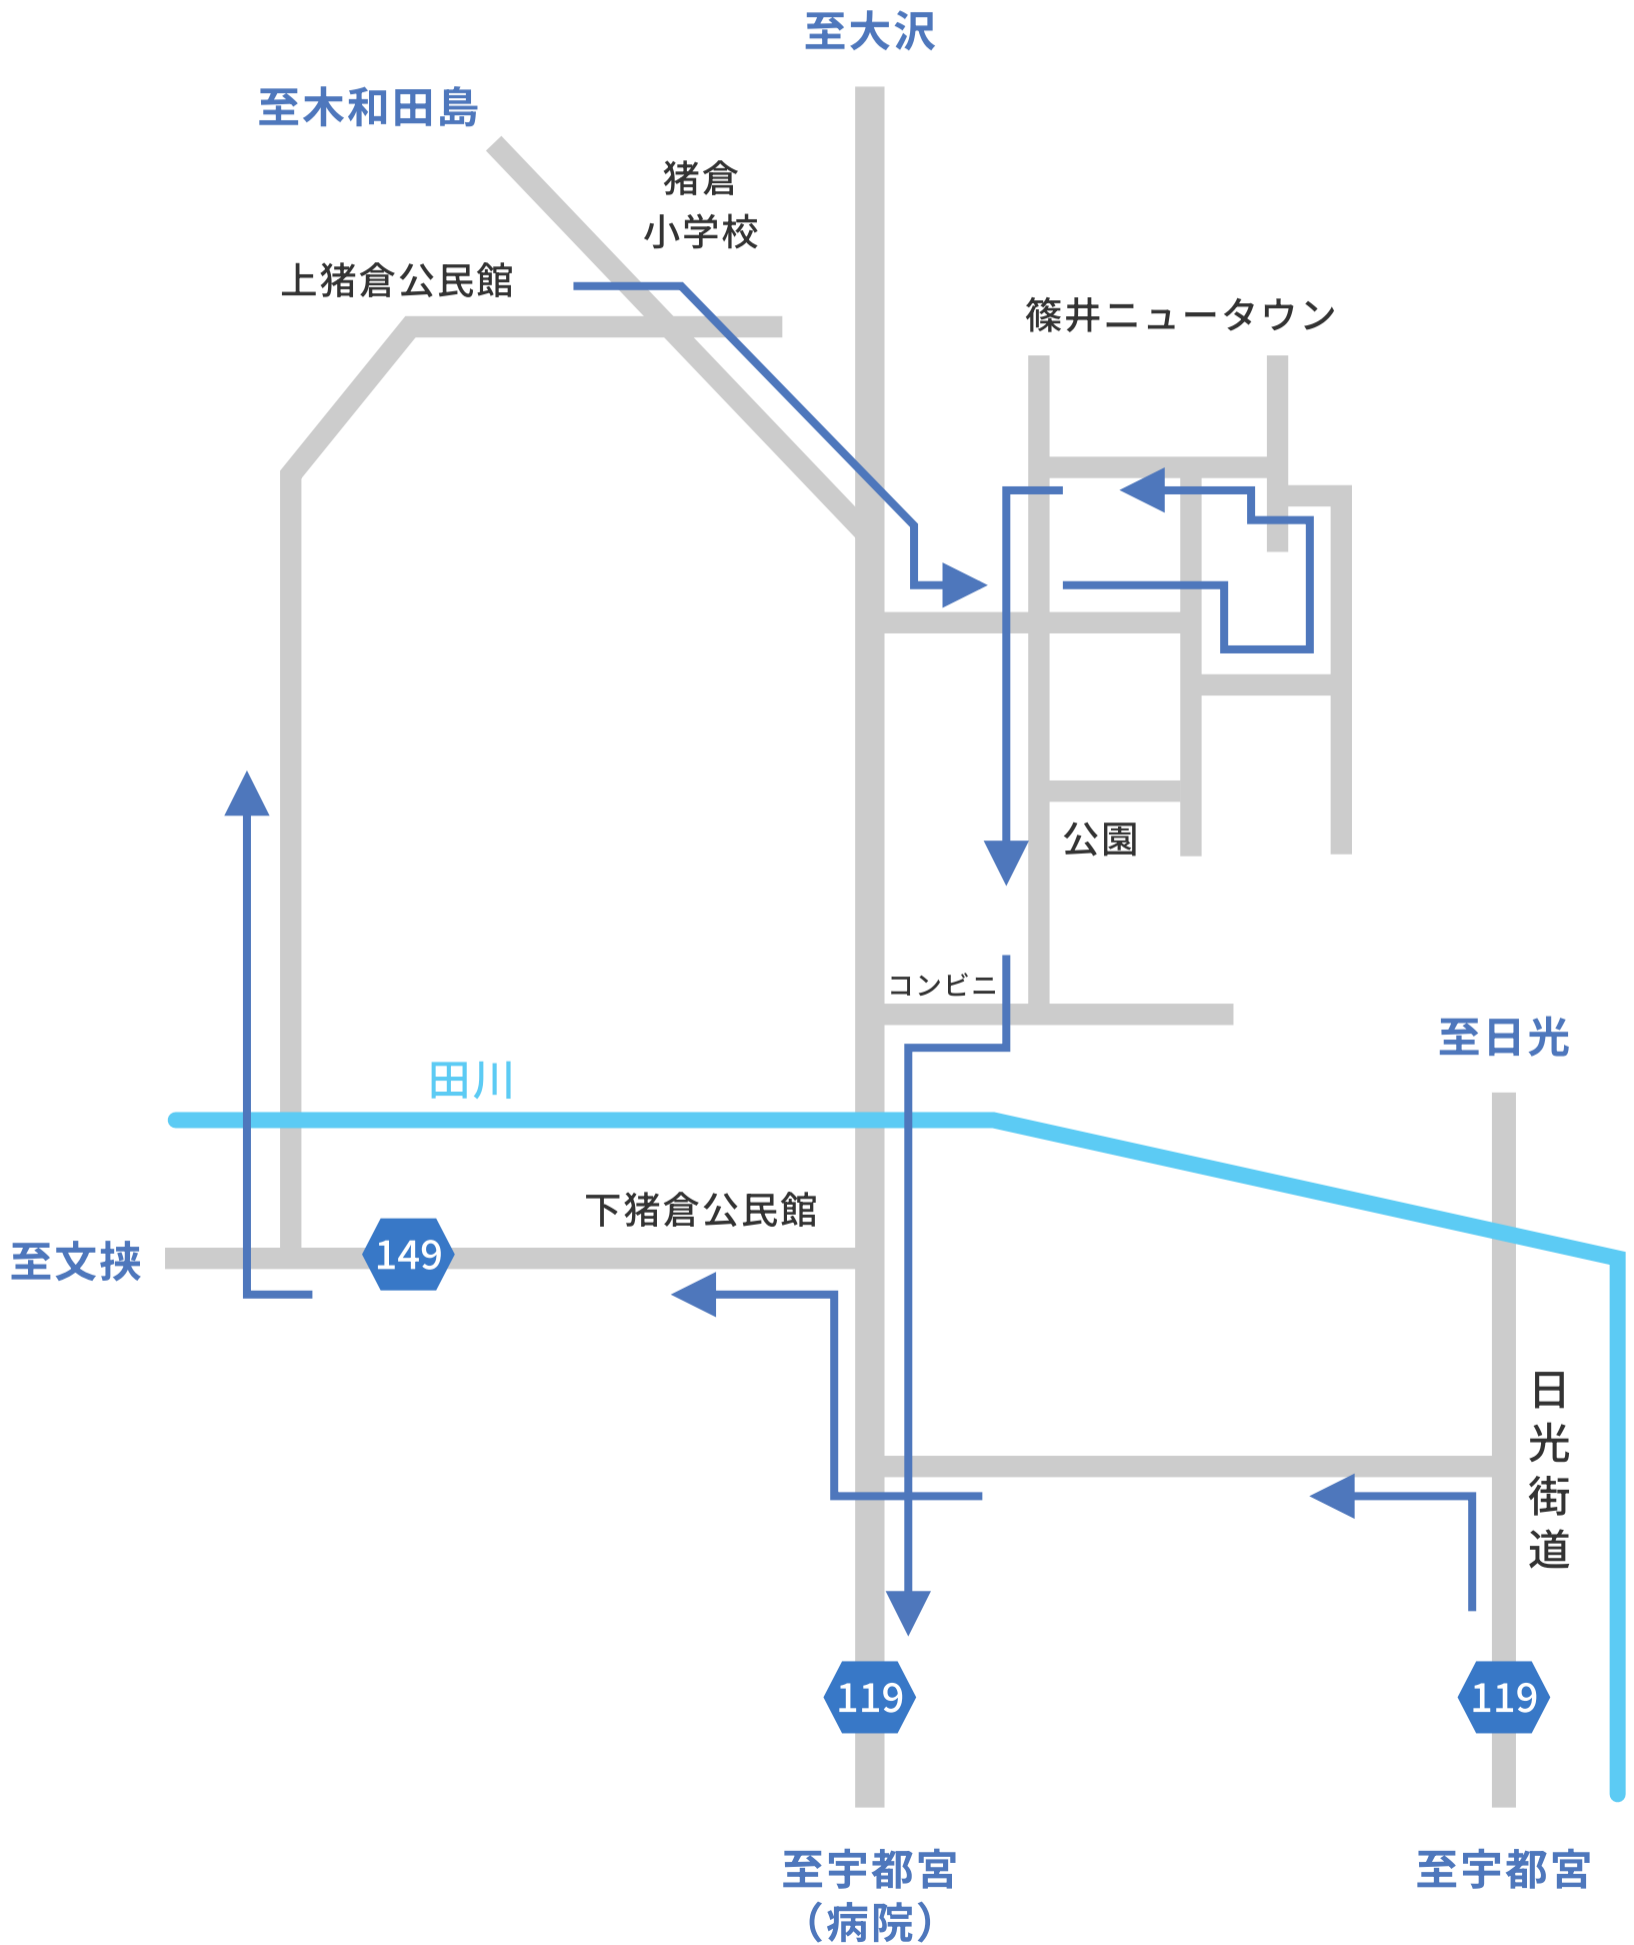 至大沢
至木和田島
猪倉
小学校
上猪倉公民館
篠井ニュータウン
公園
コンビニ
至日光
田川
下猪倉公民館
149
至文挟
日光街道
119
119
至宇都宮
（病院）
至宇都宮